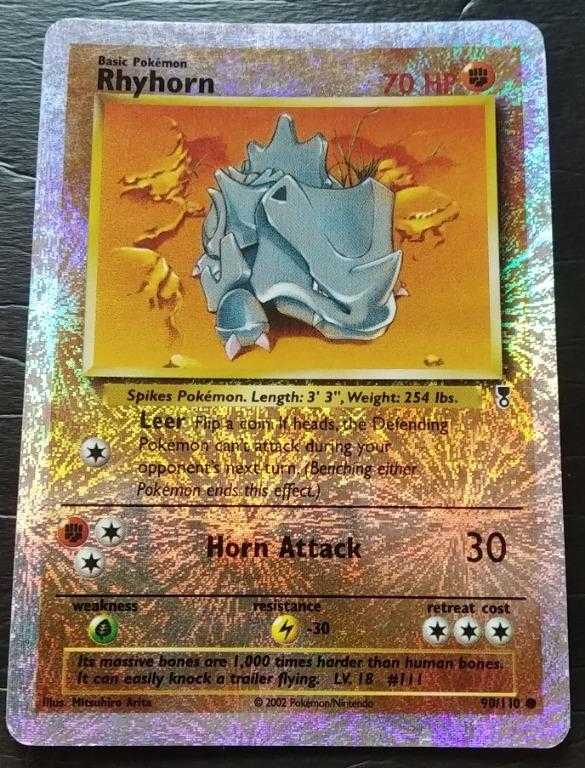 Basic Pokémon
Rhyhorn
70 HP
Spikes Pokémon. Length: 3' 3", Weight: 254 lbs.
Leer Flip a coin. If heads, the Defending
Pokémon can't attack during your
opponent's next turn. (Benching either
Pokémon ends this effect.)
Horn Attack 30
weakness resistance retreat cost
-30
Its massive bones are 1,000 times harder than human bones.
It can easily knock a trailer flying. LV. 18 #111
Illus. Mitsuhiro Arita © 2002 Pokémon/Nintendo 90/110